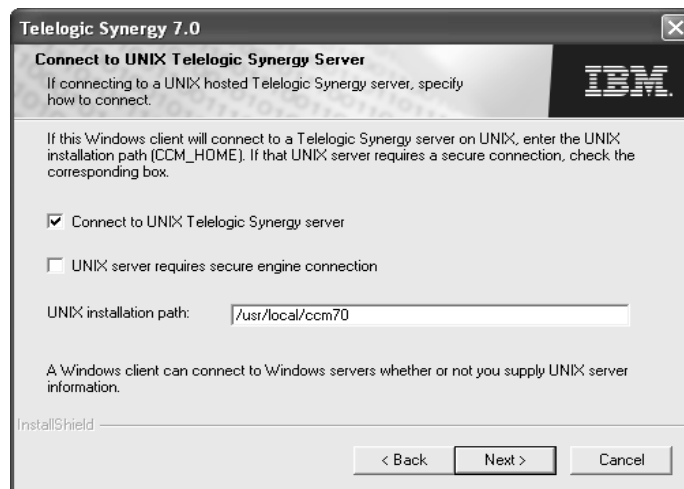 Telelogic Synergy 7.0
Connect to UNIX Telelogic Synergy Server
If connecting to a UNIX hosted Telelogic Synergy server, specify
how to connect.
IBM.
If this Windows client will connect to a Telelogic Synergy server on UNIX, enter the UNIX
installation path (CCM_HOME). If that UNIX server requires a secure connection, check the
corresponding box.
Connect to UNIX Telelogic Synergy server
UNIX server requires secure engine connection
UNIX installation path:
/usr/local/ccm70
A Windows client can connect to Windows servers whether or not you supply UNIX server
information.
InstallShield
< Back
Next >
Cancel